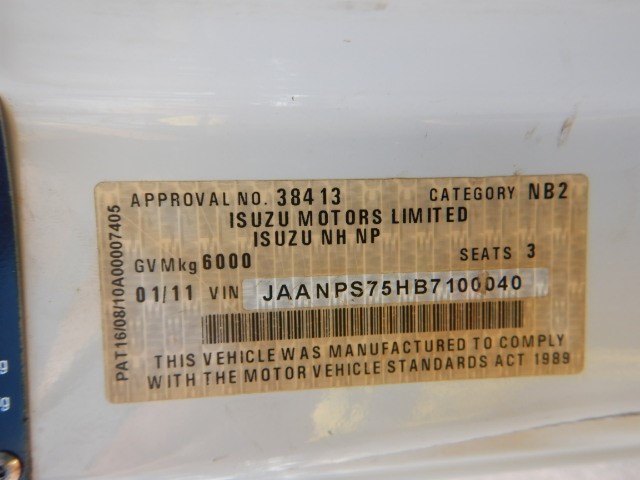 APPROVAL NO. 38413 CATEGORY NB2
ISUZU MOTORS LIMITED
ISUZU NH NP
GVMkg 6000 SEATS 3
01/11 VIN JAANPS75HB7100040
THIS VEHICLE WAS MANUFACTURED TO COMPLY
WITH THE MOTOR VEHICLE STANDARDS ACT 1989
PAT16/08/10A00007405
g
g